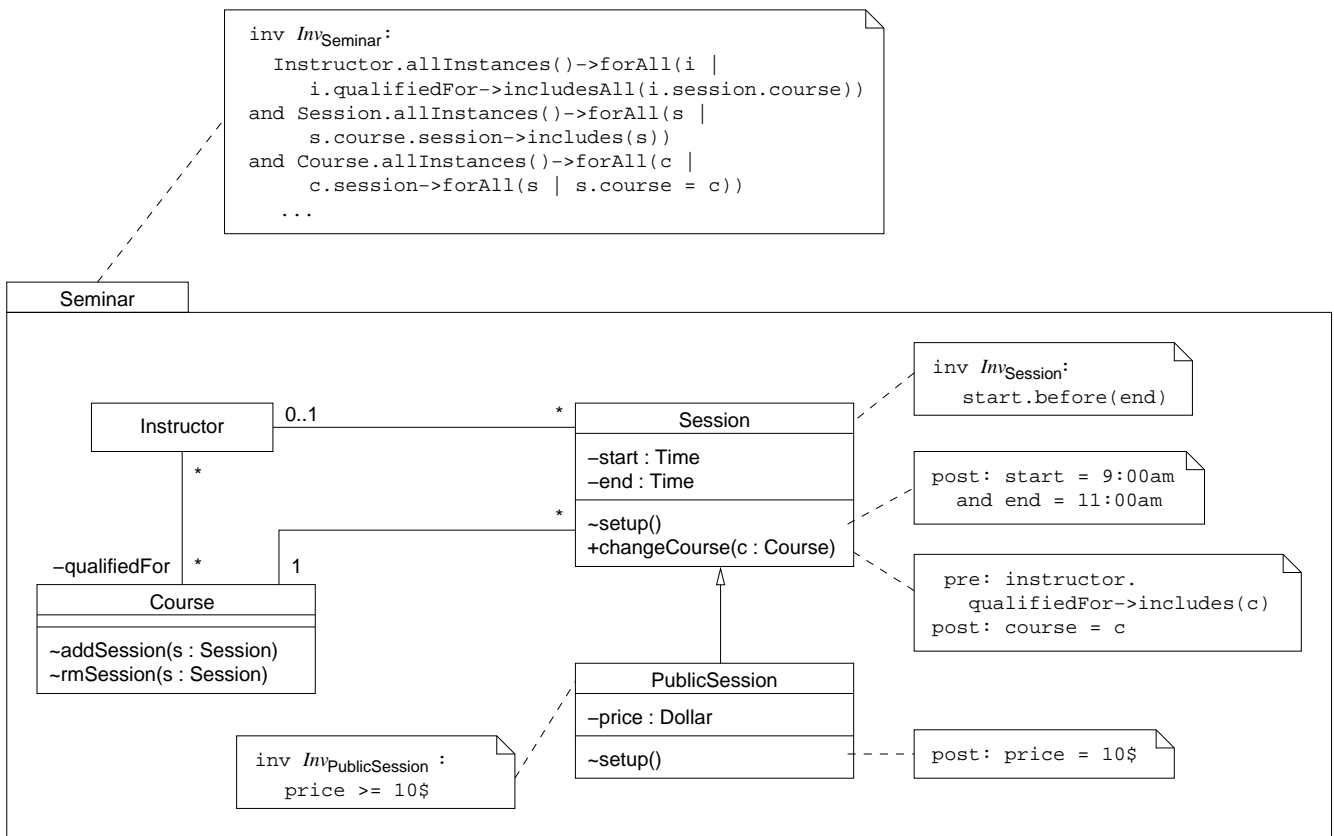 inv InvSeminar:
Instructor.allInstances()->forAll(i |
i.qualifiedFor->includesAll(i.session.course))
and Session.allInstances()->forAll(s |
s.course.session->includes(s))
and Course.allInstances()->forAll(c |
c.session->forAll(s | s.course = c))
...
Seminar
inv InvSession:
start.before(end)
Instructor
0..1
*
Session
–start : Time
–end : Time
~setup()
+changeCourse(c : Course)
post: start = 9:00am
and end = 11:00am
*
*
–qualifiedFor
*
1
pre: instructor.
qualifiedFor->includes(c)
post: course = c
Course
~addSession(s : Session)
~rmSession(s : Session)
PublicSession
–price : Dollar
~setup()
inv InvPublicSession :
price >= 10$
post: price = 10$